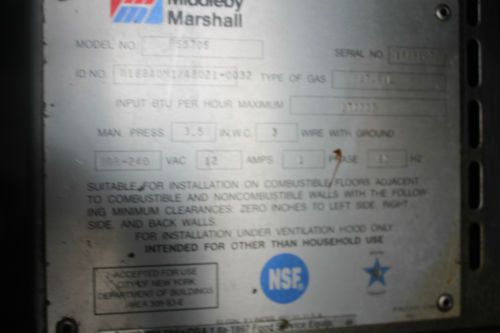 Middleby
Marshall
MODEL NO. PS570S
SERIAL NO.
ID NO. TYPE OF GAS
INPUT BTU PER HOUR MAXIMUM
MAN. PRESS. 3.5 IN.W.C. 3 WIRE WITH GROUND
208-240 VAC 12 AMPS 1 PHASE HZ
SUITABLE FOR INSTALLATION ON COMBUSTIBLE FLOORS ADJACENT
TO COMBUSTIBLE AND NONCOMBUSTIBLE WALLS WITH THE FOLLOW
ING MINIMUM CLEARANCES: ZERO INCHES TO LEFT SIDE, RIGHT
SIDE, AND BACK WALLS.
FOR INSTALLATION UNDER VENTILATION HOOD ONLY
INTENDED FOR OTHER THAN HOUSEHOLD USE
ACCEPTED FOR USE
CITY OF NEW YORK
DEPARTMENT OF BUILDINGS
NSF